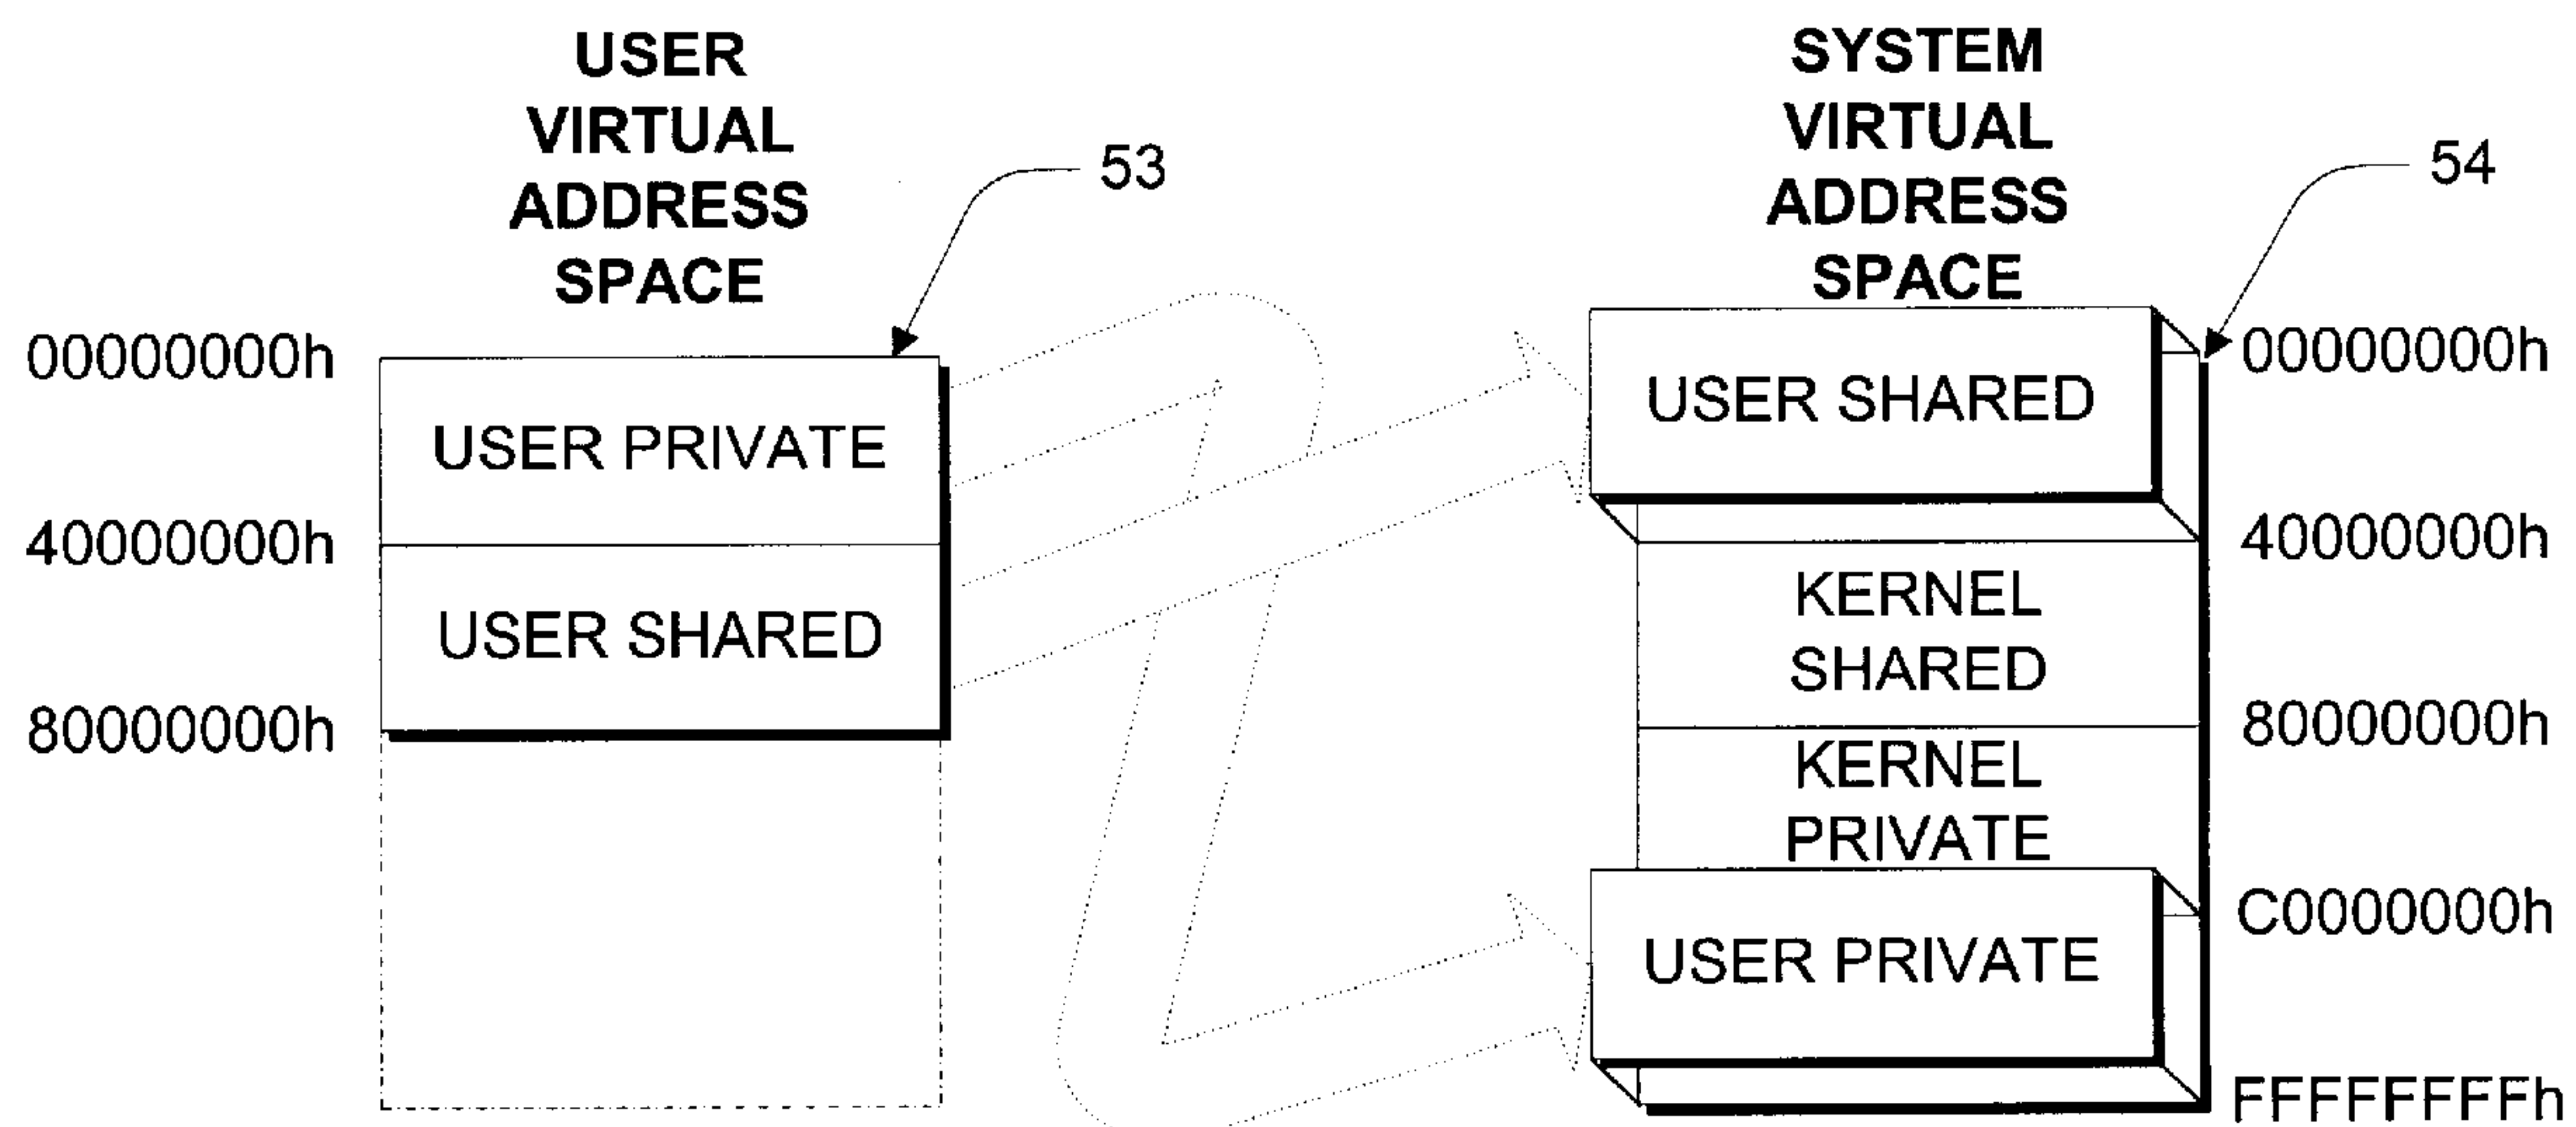 USER
VIRTUAL
ADDRESS
SPACE
53
00000000h
USER PRIVATE
40000000h
USER SHARED
80000000h
SYSTEM
VIRTUAL
ADDRESS
SPACE
54
USER SHARED
00000000h
40000000h
KERNEL
SHARED
80000000h
KERNEL
PRIVATE
C0000000h
USER PRIVATE
FFFFFFFFh